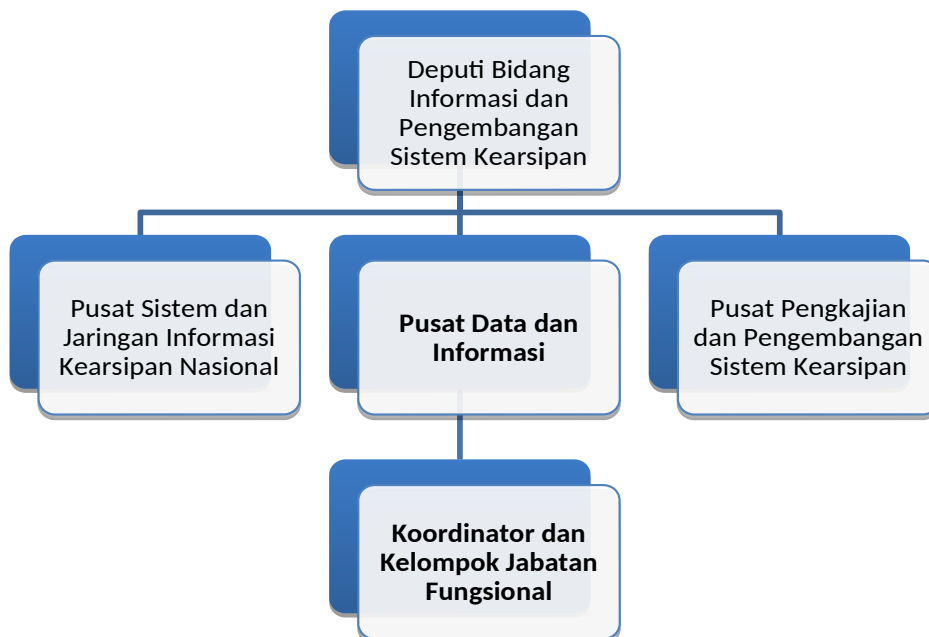 Deputi Bidang
Informasi dan
Pengembangan
Sistem Kearsipan
Pusat Sistem dan
Jaringan Informasi
Kearsipan Nasional
Pusat Data dan
Informasi
Pusat Pengkajian
dan Pengembangan
Sistem Kearsipan
Koordinator dan
Kelompok Jabatan
Fungsional